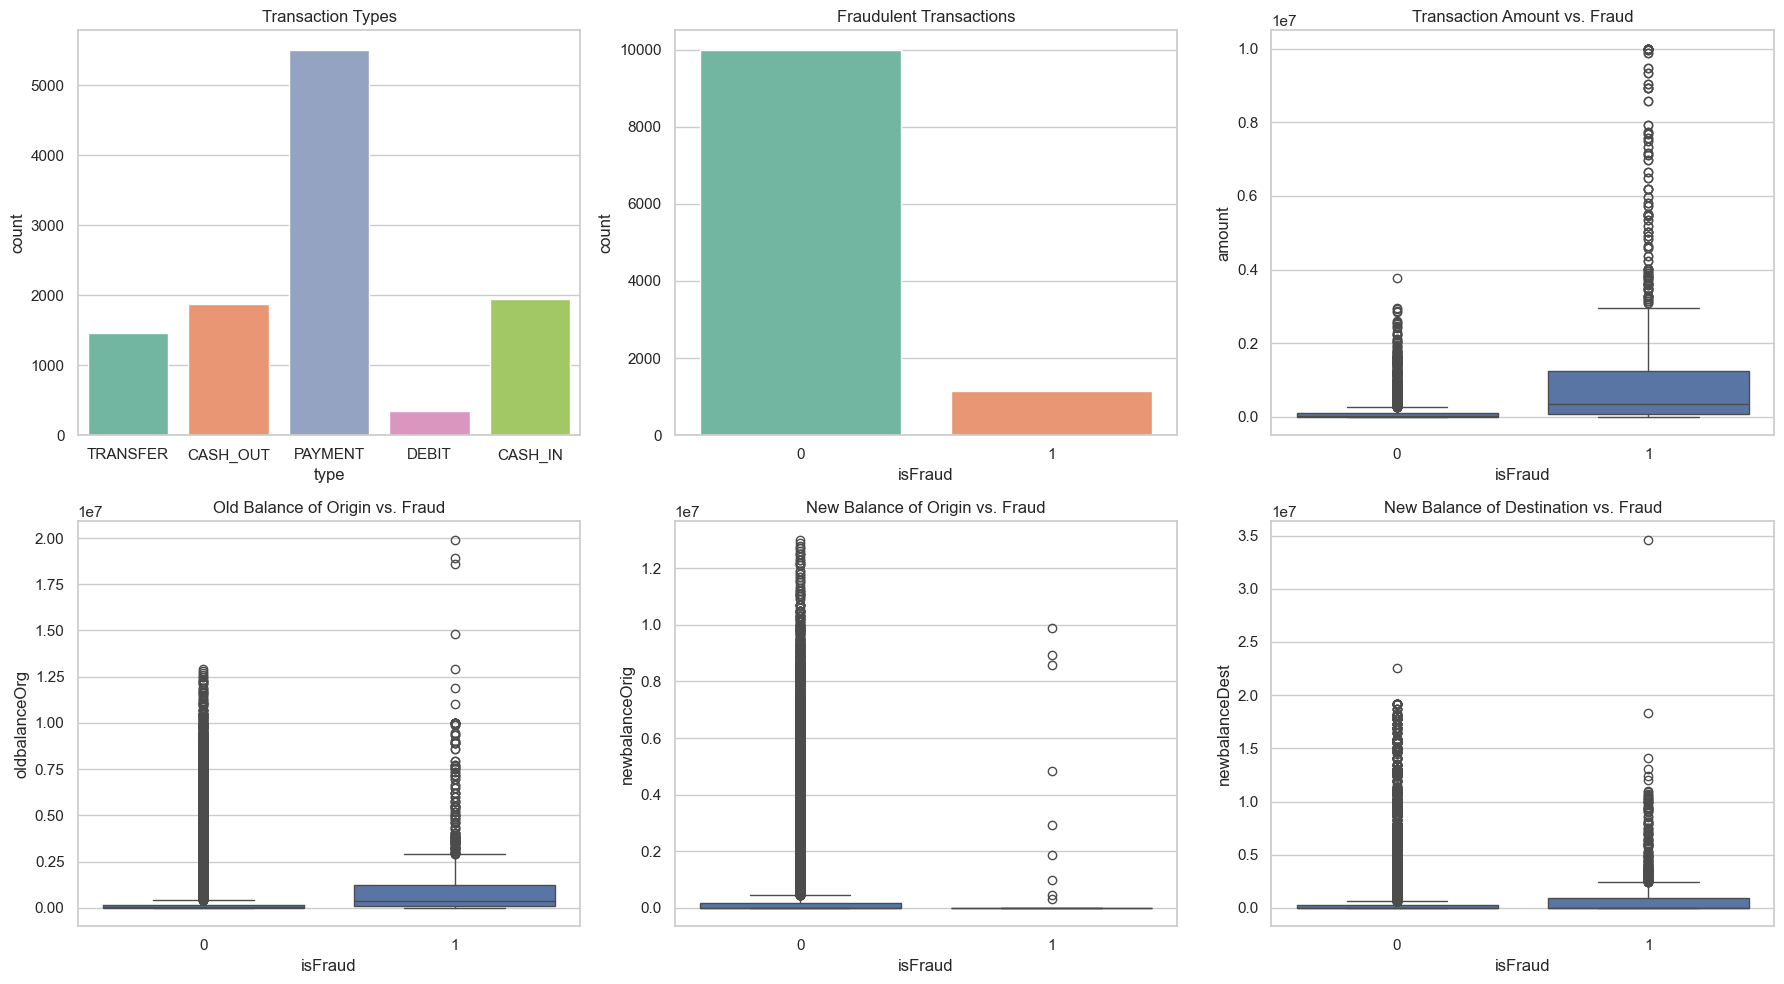 Transaction Types
count
5000
4000
3000
2000
1000
0
TRANSFER CASH_OUT PAYMENT DEBIT CASH_IN
type
Fraudulent Transactions
count
10000
8000
6000
4000
2000
0
0 1
isFraud
Transaction Amount vs. Fraud
1e7
amount
1.0
0.8
0.6
0.4
0.2
0.0
0 1
isFraud
Old Balance of Origin vs. Fraud
1e7
oldbalanceOrg
2.00
1.75
1.50
1.25
1.00
0.75
0.50
0.25
0.00
0 1
isFraud
New Balance of Origin vs. Fraud
1e7
newbalanceOrig
1.2
1.0
0.8
0.6
0.4
0.2
0.0
0 1
isFraud
New Balance of Destination vs. Fraud
1e7
newbalanceDest
3.5
3.0
2.5
2.0
1.5
1.0
0.5
0.0
0 1
isFraud